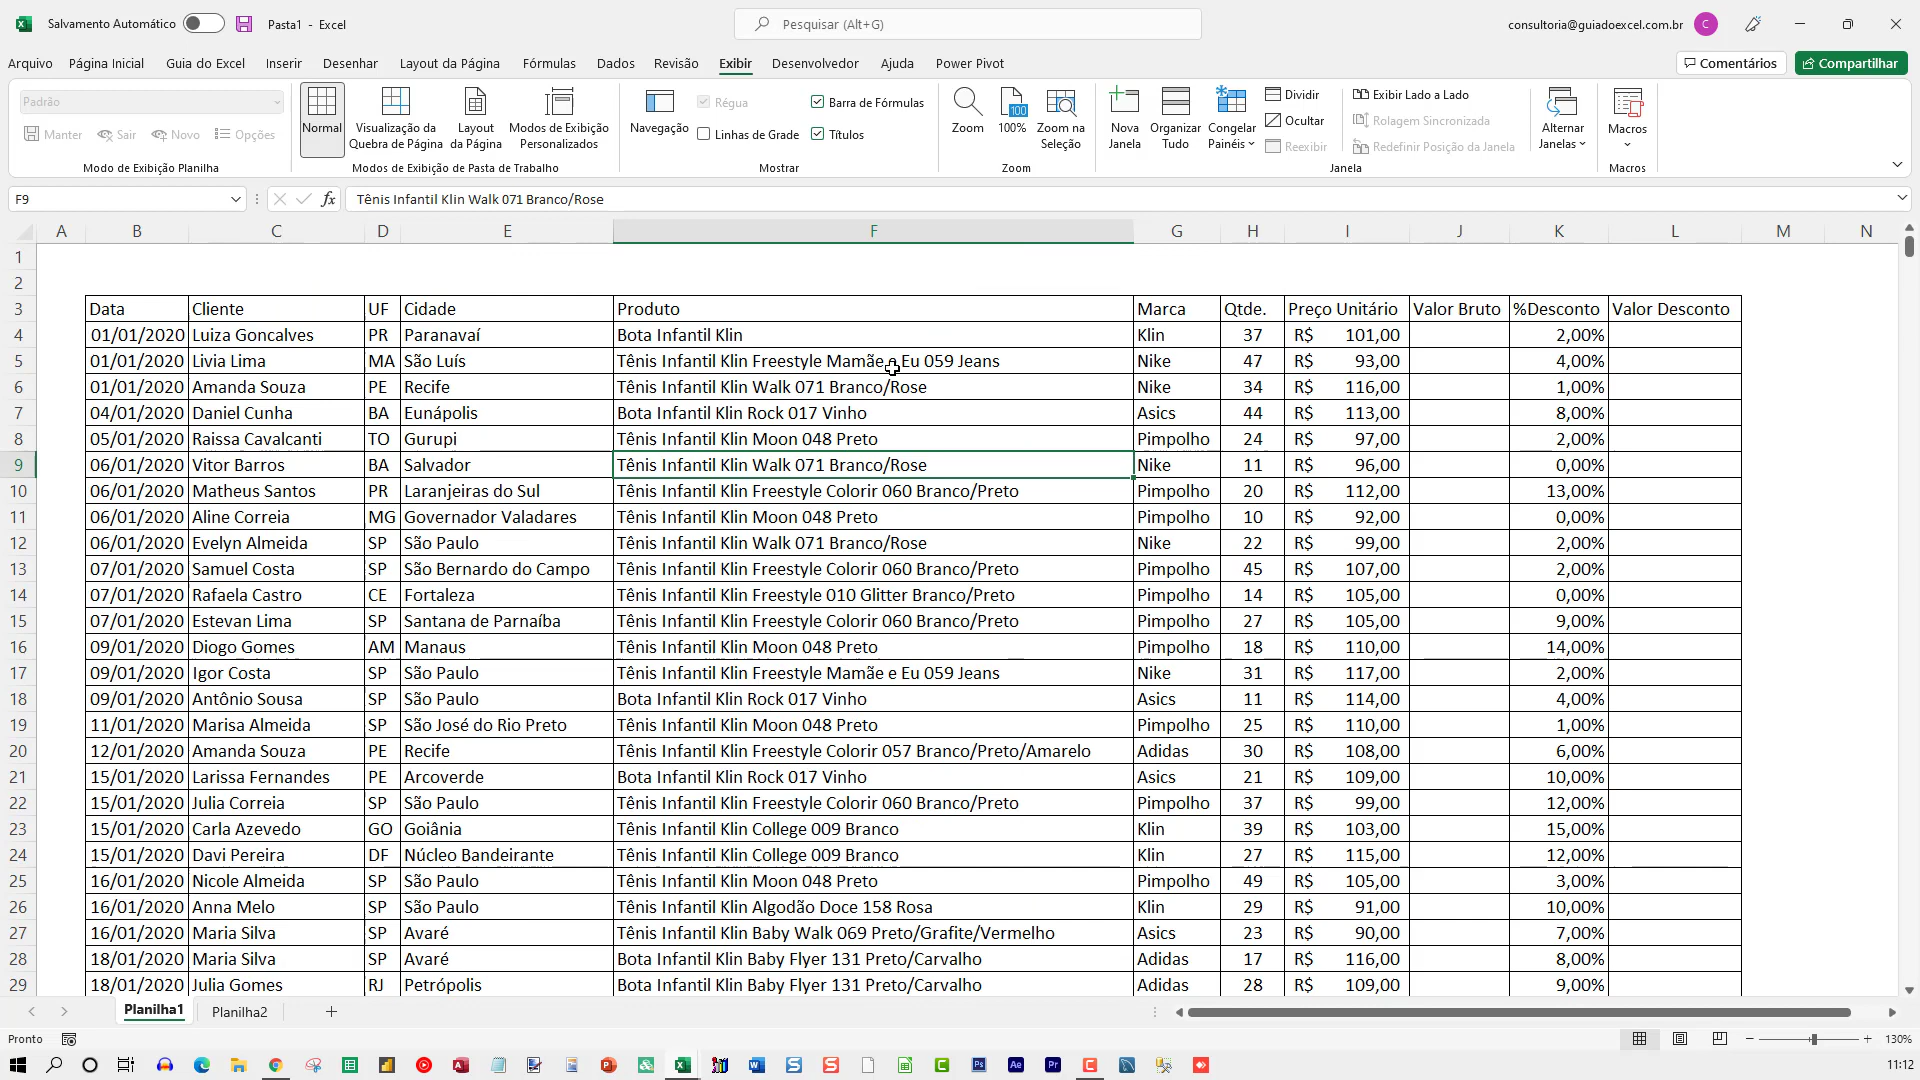 Salvamento Automático
Pasta1 - Excel
Pesquisar (Alt+G)
consultoria@guiadoexcel.com.br
C
Arquivo Página Inicial Guia do Excel Inserir Desenhar Layout da Página Fórmulas Dados Revisão Exibir Desenvolvedor Ajuda Power Pivot
Comentários
Compartilhar
Padrão
Manter Sair Novo Opções
Modo de Exibição Planilha
Normal
Visualização da Quebra de Página
Layout da Página
Modos de Exibição Personalizados
Modos de Exibição de Pasta de Trabalho
Navegação
Régua
Barra de Fórmulas
Linhas de Grade
Títulos
Mostrar
Zoom
100
100%
Zoom na Seleção
Zoom
Nova Janela
Organizar Tudo
Congelar Painéis
Dividir
Ocultar
Reexibir
Exibir Lado a Lado
Rolagem Sincronizada
Redefinir Posição da Janela
Alternar Janelas
Janela
Macros
Macros
F9
fx
Tênis Infantil Klin Walk 071 Branco/Rose
A B C D E F G H I J K L M N
1
2
3 Data Cliente UF Cidade Produto Marca Qtde. Preço Unitário Valor Bruto %Desconto Valor Desconto
4 01/01/2020 Luiza Goncalves PR Paranavaí Bota Infantil Klin Klin 37 R$ 101,00 2,00%
5 01/01/2020 Livia Lima MA São Luís Tênis Infantil Klin Freestyle Mamãe e Eu 059 Jeans Nike 47 R$ 93,00 4,00%
6 01/01/2020 Amanda Souza PE Recife Tênis Infantil Klin Walk 071 Branco/Rose Nike 34 R$ 116,00 1,00%
7 04/01/2020 Daniel Cunha BA Eunápolis Bota Infantil Klin Rock 017 Vinho Asics 44 R$ 113,00 8,00%
8 05/01/2020 Raissa Cavalcanti TO Gurupi Tênis Infantil Klin Moon 048 Preto Pimpolho 24 R$ 97,00 2,00%
9 06/01/2020 Vitor Barros BA Salvador Tênis Infantil Klin Walk 071 Branco/Rose Nike 11 R$ 96,00 0,00%
10 06/01/2020 Matheus Santos PR Laranjeiras do Sul Tênis Infantil Klin Freestyle Colorir 060 Branco/Preto Pimpolho 20 R$ 112,00 13,00%
11 06/01/2020 Aline Correia MG Governador Valadares Tênis Infantil Klin Moon 048 Preto Pimpolho 10 R$ 92,00 0,00%
12 06/01/2020 Evelyn Almeida SP São Paulo Tênis Infantil Klin Walk 071 Branco/Rose Nike 22 R$ 99,00 2,00%
13 07/01/2020 Samuel Costa SP São Bernardo do Campo Tênis Infantil Klin Freestyle Colorir 060 Branco/Preto Pimpolho 45 R$ 107,00 2,00%
14 07/01/2020 Rafaela Castro CE Fortaleza Tênis Infantil Klin Freestyle 010 Glitter Branco/Preto Pimpolho 14 R$ 105,00 0,00%
15 07/01/2020 Estevan Lima SP Santana de Parnaíba Tênis Infantil Klin Freestyle Colorir 060 Branco/Preto Pimpolho 27 R$ 105,00 9,00%
16 09/01/2020 Diogo Gomes AM Manaus Tênis Infantil Klin Moon 048 Preto Pimpolho 18 R$ 110,00 14,00%
17 09/01/2020 Igor Costa SP São Paulo Tênis Infantil Klin Freestyle Mamãe e Eu 059 Jeans Nike 31 R$ 117,00 2,00%
18 09/01/2020 Antônio Sousa SP São Paulo Bota Infantil Klin Rock 017 Vinho Asics 11 R$ 114,00 4,00%
19 11/01/2020 Marisa Almeida SP São José do Rio Preto Tênis Infantil Klin Moon 048 Preto Pimpolho 25 R$ 110,00 1,00%
20 12/01/2020 Amanda Souza PE Recife Tênis Infantil Klin Freestyle Colorir 057 Branco/Preto/Amarelo Adidas 30 R$ 108,00 6,00%
21 15/01/2020 Larissa Fernandes PE Arcoverde Bota Infantil Klin Rock 017 Vinho Asics 21 R$ 109,00 10,00%
22 15/01/2020 Julia Correia SP São Paulo Tênis Infantil Klin Freestyle Colorir 060 Branco/Preto Pimpolho 37 R$ 99,00 12,00%
23 15/01/2020 Carla Azevedo GO Goiânia Tênis Infantil Klin College 009 Branco Klin 39 R$ 103,00 15,00%
24 15/01/2020 Davi Pereira DF Núcleo Bandeirante Tênis Infantil Klin College 009 Branco Klin 27 R$ 115,00 12,00%
25 16/01/2020 Nicole Almeida SP São Paulo Tênis Infantil Klin Moon 048 Preto Pimpolho 49 R$ 105,00 3,00%
26 16/01/2020 Anna Melo SP São Paulo Tênis Infantil Klin Algodão Doce 158 Rosa Klin 29 R$ 91,00 10,00%
27 16/01/2020 Maria Silva SP Avaré Tênis Infantil Klin Baby Walk 069 Preto/Grafite/Vermelho Asics 23 R$ 90,00 7,00%
28 18/01/2020 Maria Silva SP Avaré Bota Infantil Klin Baby Flyer 131 Preto/Carvalho Adidas 17 R$ 116,00 8,00%
29 18/01/2020 Julia Gomes RJ Petrópolis Bota Infantil Klin Baby Flyer 131 Preto/Carvalho Adidas 28 R$ 109,00 9,00%
Planilha1 Planilha2
Pronto
130%
11:12